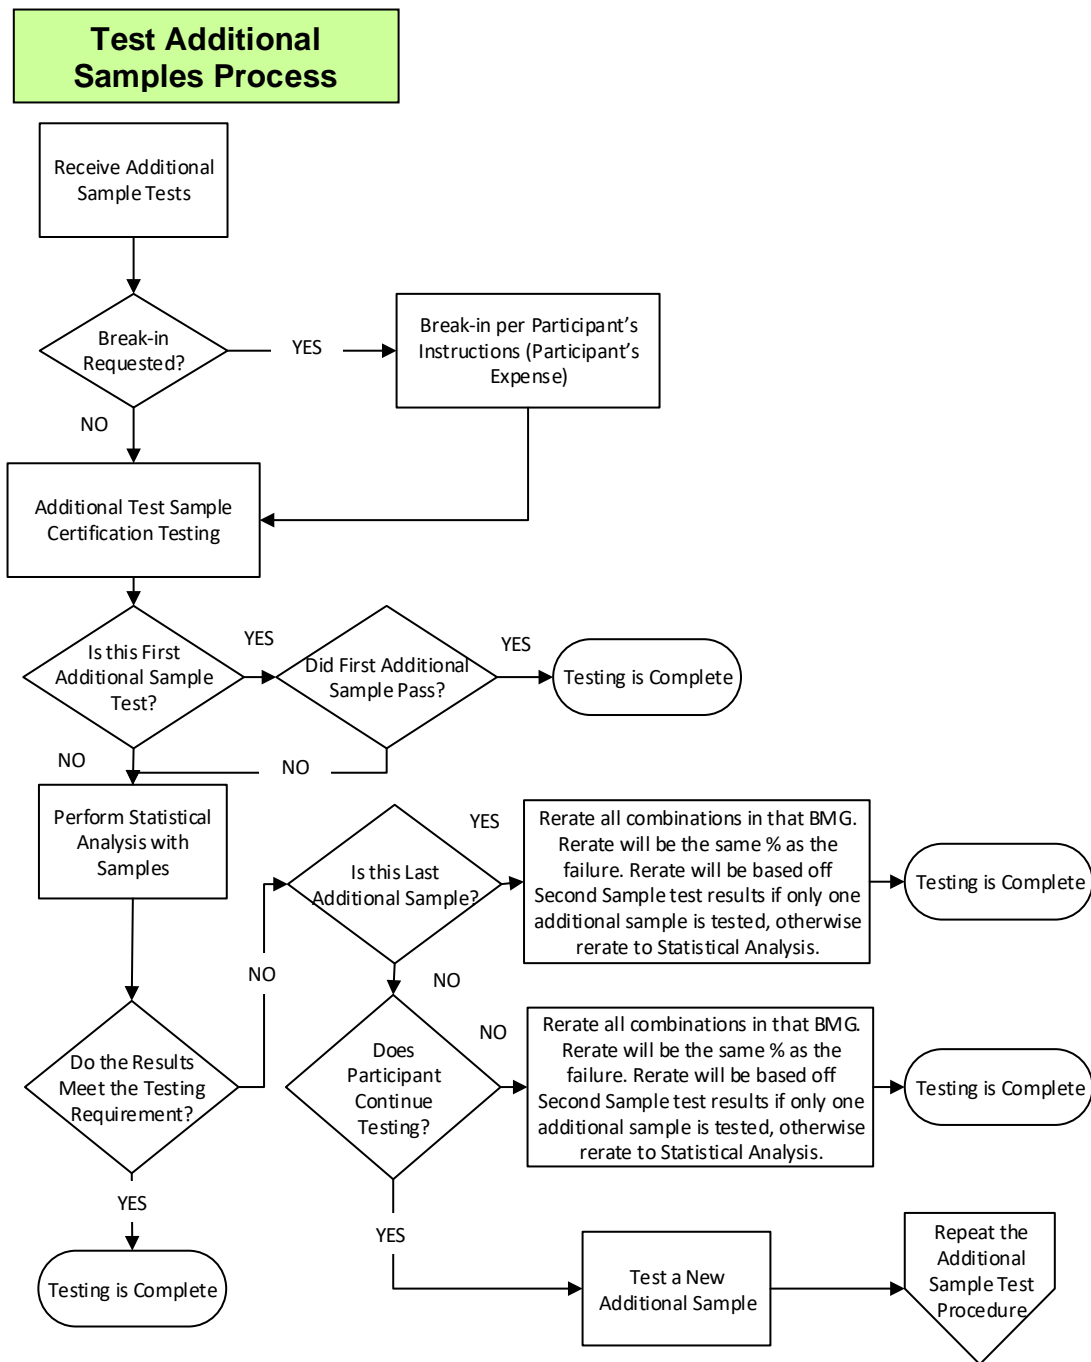 Test Additional
Samples Process
Receive Additional
Sample Tests
Break-in
Requested?
YES
Break-in per Participant's
Instructions (Participant's
Expense)
NO
Additional Test Sample
Certification Testing
Is this First
Additional Sample
Test?
YES
Did First Additional
Sample Pass?
YES
Testing is Complete
NO
NO
Perform Statistical
Analysis with
Samples
Is this Last
Additional Sample?
YES
Rerate all combinations in that BMG.
Rerate will be the same % as the
failure. Rerate will be based off
Second Sample test results if only one
additional sample is tested, otherwise
rerate to Statistical Analysis.
Testing is Complete
NO
NO
Do the Results
Meet the Testing
Requirement?
Does
Participant
Continue
Testing?
NO
Rerate all combinations in that BMG.
Rerate will be the same % as the
failure. Rerate will be based off
Second Sample test results if only one
additional sample is tested, otherwise
rerate to Statistical Analysis.
Testing is Complete
YES
Testing is Complete
YES
Test a New
Additional Sample
Repeat the
Additional
Sample Test
Procedure